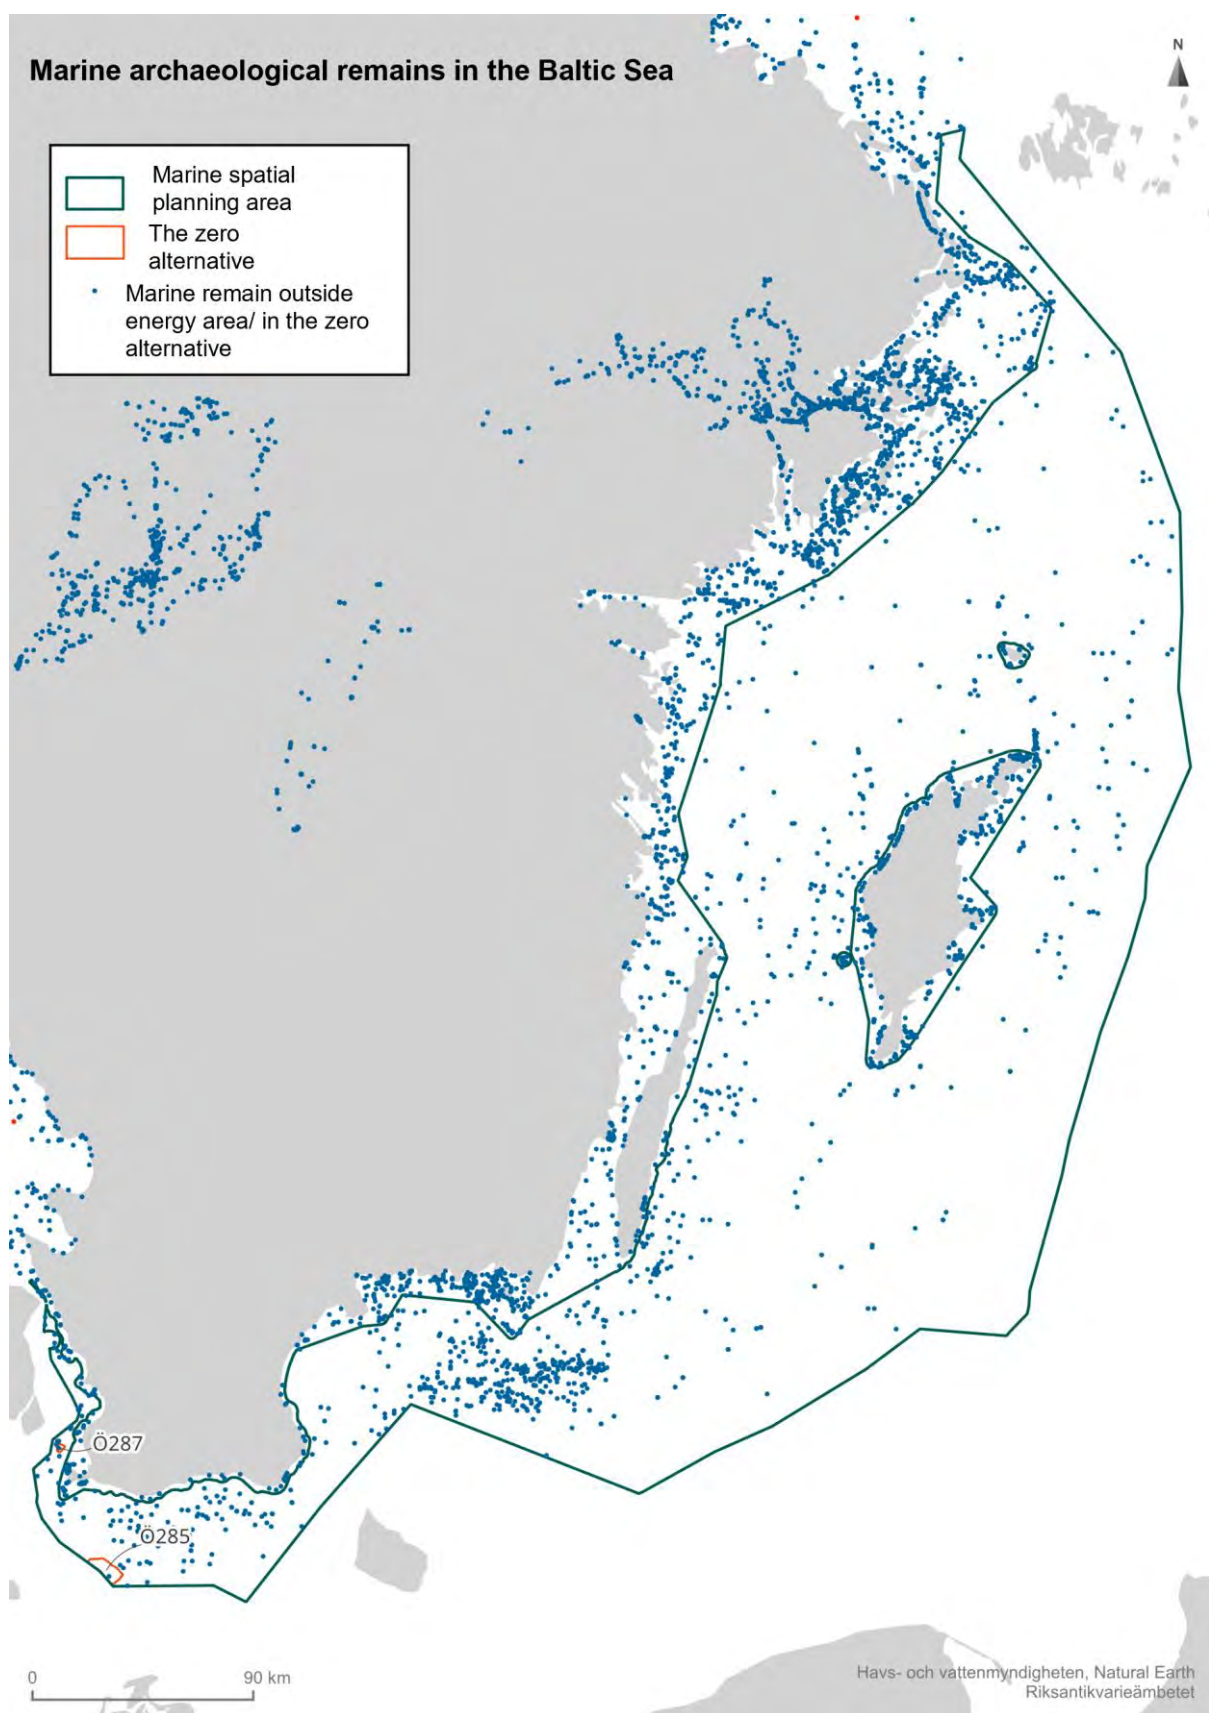 N
Marine archaeological remains in the Baltic Sea
Marine spatial
planning area
The zero
alternative
Marine remain outside
energy area/ in the zero
alternative
Ö287
Ö285
0 90 km
Havs- och vattenmyndigheten, Natural Earth
Riksantikvarieämbetet